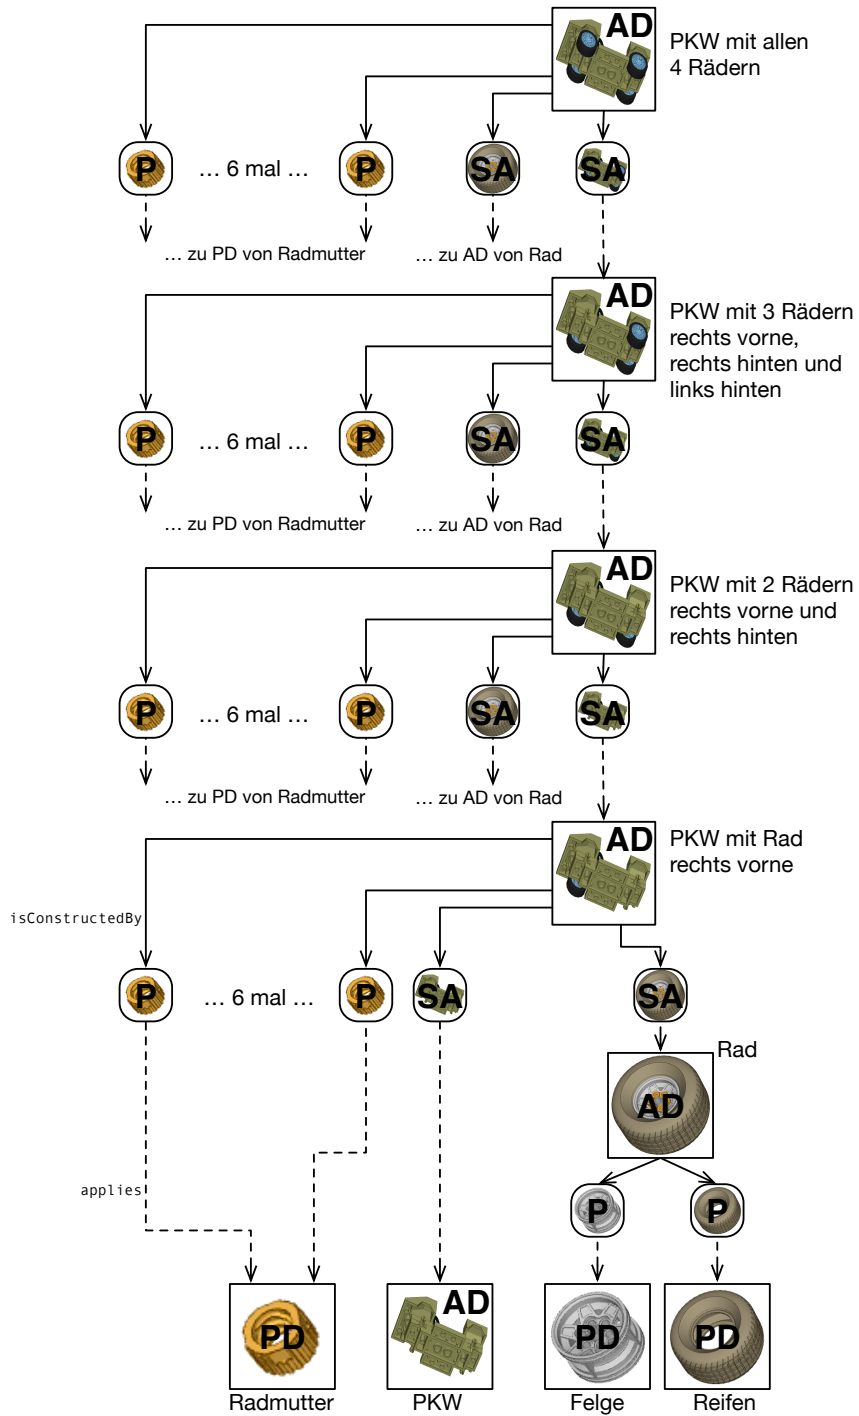 AD
PKW mit allen
4 Rädern
P
… 6 mal …
P
SA
SA
… zu PD von Radmutter
… zu AD von Rad
AD
PKW mit 3 Rädern
rechts vorne,
rechts hinten und
links hinten
P
… 6 mal …
P
SA
SA
… zu PD von Radmutter
… zu AD von Rad
AD
PKW mit 2 Rädern
rechts vorne und
rechts hinten
P
… 6 mal …
P
SA
SA
… zu PD von Radmutter
… zu AD von Rad
AD
PKW mit Rad
rechts vorne
isConstructedBy
P
… 6 mal …
P
SA
SA
Rad
AD
applies
P
P
PD
AD
PD
PD
Radmutter
PKW
Felge
Reifen